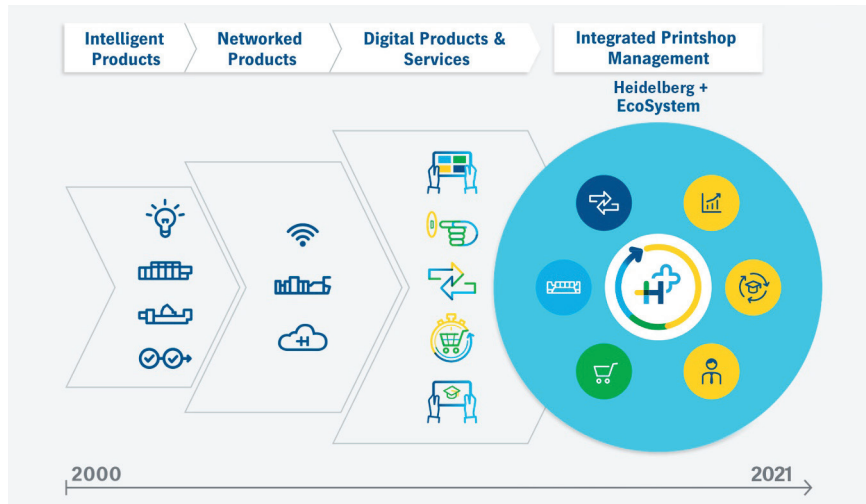 Intelligent
Products
Networked
Products
Digital Products &
Services
Integrated Printshop
Management
Heidelberg +
EcoSystem
H
H
2000
2021